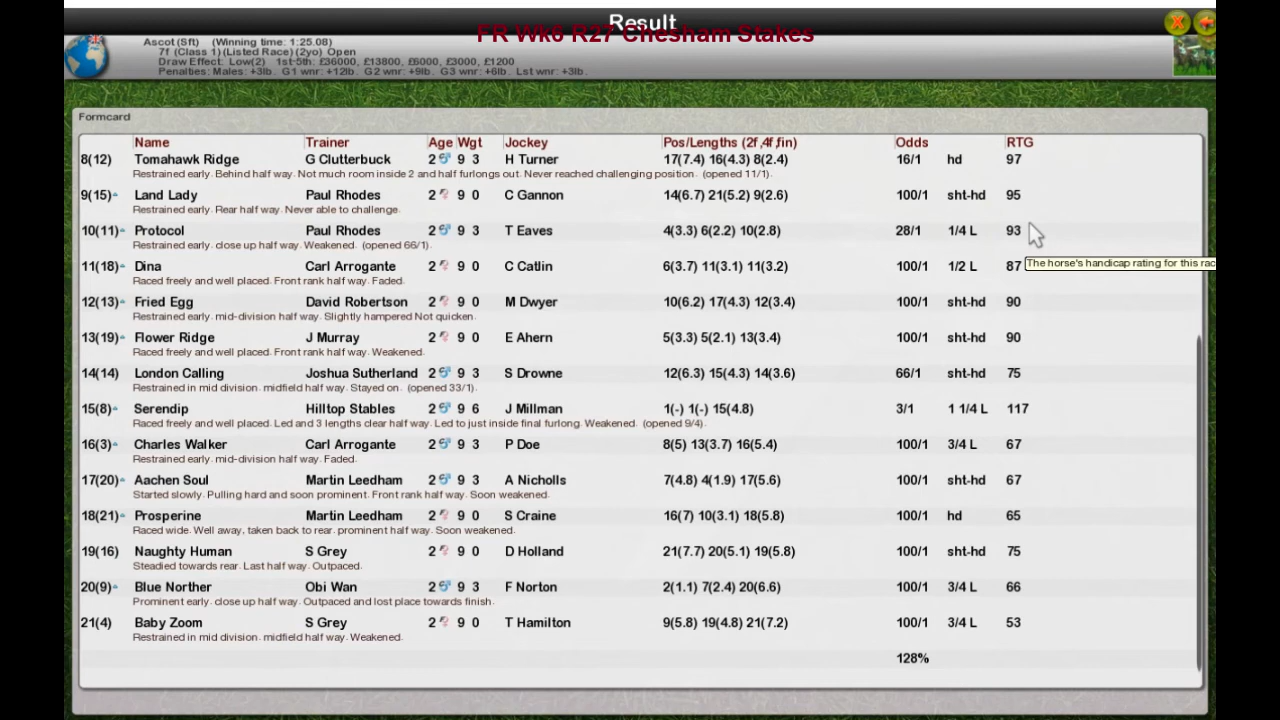 Result
FR Wk6 R27 Chesham Stakes
Ascot(Sft) (Winning time: 1:25.08)
7f (Class 1) (Listed Race) (2yo) Open
Draw Effect: Low(2) 1st-5th: £36000, £13800, £6000, £3000, £1200
Penalties: Males: +3lb. G1 wnr: +12lb. G2 wnr: +9lb. G3 wnr: +6lb. Lst wnr: +3lb.
Formcard
Name Trainer Age Wgt Jockey Pos/Lengths (2f,4f,fin) Odds RTG
8(12) Tomahawk Ridge G Clutterbuck 2 9 3 H Turner 17(7.4) 16(4.3) 8(2.4) 16/1 hd 97
Restrained early. Behind half way. Not much room inside 2 and half furlongs out. Never reached challenging position. (opened 11/1).
9(15) Land Lady Paul Rhodes 2 9 0 C Gannon 14(6.7) 21(5.2) 9(2.6) 100/1 sht-hd 95
Restrained early. Rear half way. Never able to challenge.
10(11) Protocol Paul Rhodes 2 9 3 T Eaves 4(3.3) 6(2.2) 10(2.8) 28/1 1/4 L 93
Restrained early. close up half way. Weakened. (opened 66/1).
11(18) Dina Carl Arrogante 2 9 0 C Catlin 6(3.7) 11(3.1) 11(3.2) 100/1 1/2 L 87
The horse's handicap rating for this rac
Raced freely and well placed. Front rank half way. Faded.
12(13) Fried Egg David Robertson 2 9 0 M Dwyer 10(6.2) 17(4.3) 12(3.4) 100/1 sht-hd 90
Restrained early. mid-division half way. Slightly hampered Not quicken.
13(19) Flower Ridge J Murray 2 9 0 E Ahern 5(3.3) 5(2.1) 13(3.4) 100/1 sht-hd 90
Raced freely and well placed. Front rank half way. Weakened.
14(14) London Calling Joshua Sutherland 2 9 3 S Drowne 12(6.3) 15(4.3) 14(3.6) 66/1 sht-hd 75
Restrained in mid division. midfield half way. Stayed on. (opened 33/1).
15(8) Serendip Hilltop Stables 2 9 6 J Millman 1(-) 1(-) 15(4.8) 3/1 1 1/4 L 117
Raced freely and well placed. Led and 3 lengths clear half way. Led to just inside final furlong. Weakened. (opened 9/4).
16(3) Charles Walker Carl Arrogante 2 9 3 P Doe 8(5) 13(3.7) 16(5.4) 100/1 3/4 L 67
Restrained early. mid-division half way. Faded.
17(20) Aachen Soul Martin Leedham 2 9 3 A Nicholls 7(4.8) 4(1.9) 17(5.6) 100/1 sht-hd 67
Started slowly. Pulling hard and soon prominent. Front rank half way. Soon weakened.
18(21) Prosperine Martin Leedham 2 9 0 S Craine 16(7) 10(3.1) 18(5.8) 100/1 hd 65
Raced wide. Well away, taken back to rear. prominent half way. Soon weakened.
19(16) Naughty Human S Grey 2 9 0 D Holland 21(7.7) 20(5.1) 19(5.8) 100/1 sht-hd 75
Steadied towards rear. Last half way. Outpaced.
20(9) Blue Norther Obi Wan 2 9 3 F Norton 2(1.1) 7(2.4) 20(6.6) 100/1 3/4 L 66
Prominent early. close up half way. Outpaced and lost place towards finish.
21(4) Baby Zoom S Grey 2 9 0 T Hamilton 9(5.8) 19(4.8) 21(7.2) 100/1 3/4 L 53
Restrained in mid division. midfield half way. Weakened.
128%